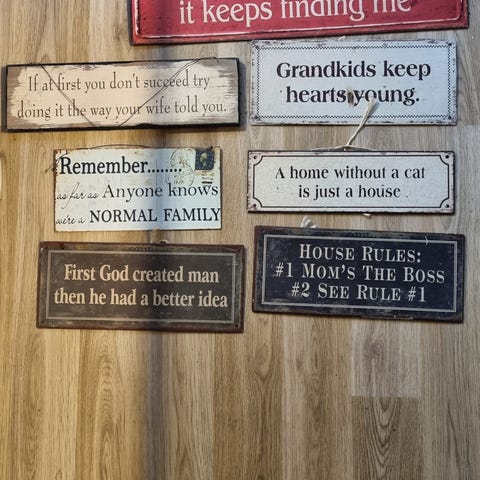 it keeps finding me
If at first you don't succeed try
doing it the way your wife told you.
Grandkids keep
hearts young.
Remember........
as far as Anyone knows
we're a NORMAL FAMILY
A home without a cat
is just a house
First God created man
then he had a better idea
HOUSE RULES:
#1 MOM'S THE BOSS
#2 SEE RULE #1